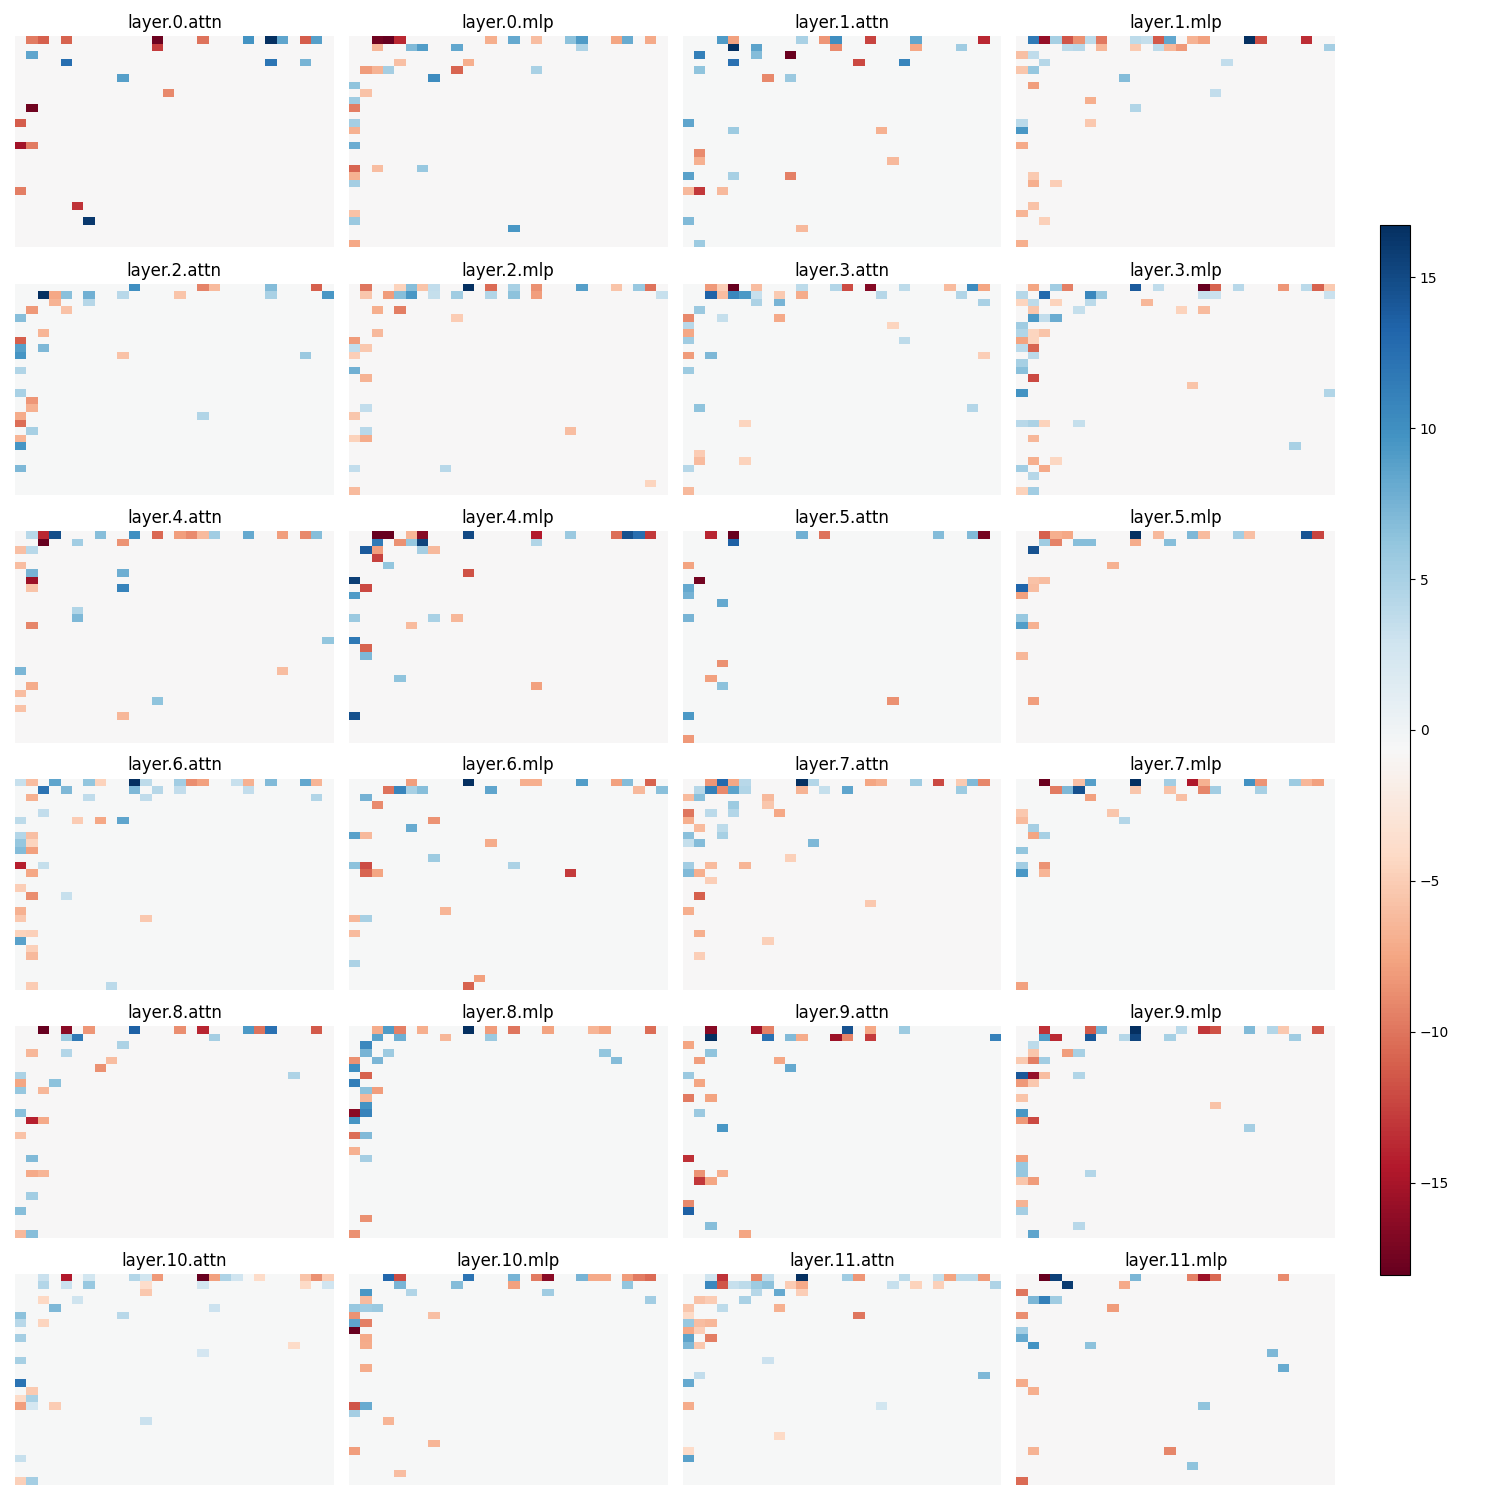 layer.0.attn layer.0.mlp layer.1.attn layer.1.mlp
layer.2.attn layer.2.mlp layer.3.attn layer.3.mlp
layer.4.attn layer.4.mlp layer.5.attn layer.5.mlp
layer.6.attn layer.6.mlp layer.7.attn layer.7.mlp
layer.8.attn layer.8.mlp layer.9.attn layer.9.mlp
layer.10.attn layer.10.mlp layer.11.attn layer.11.mlp
15
10
5
0
−5
−10
−15